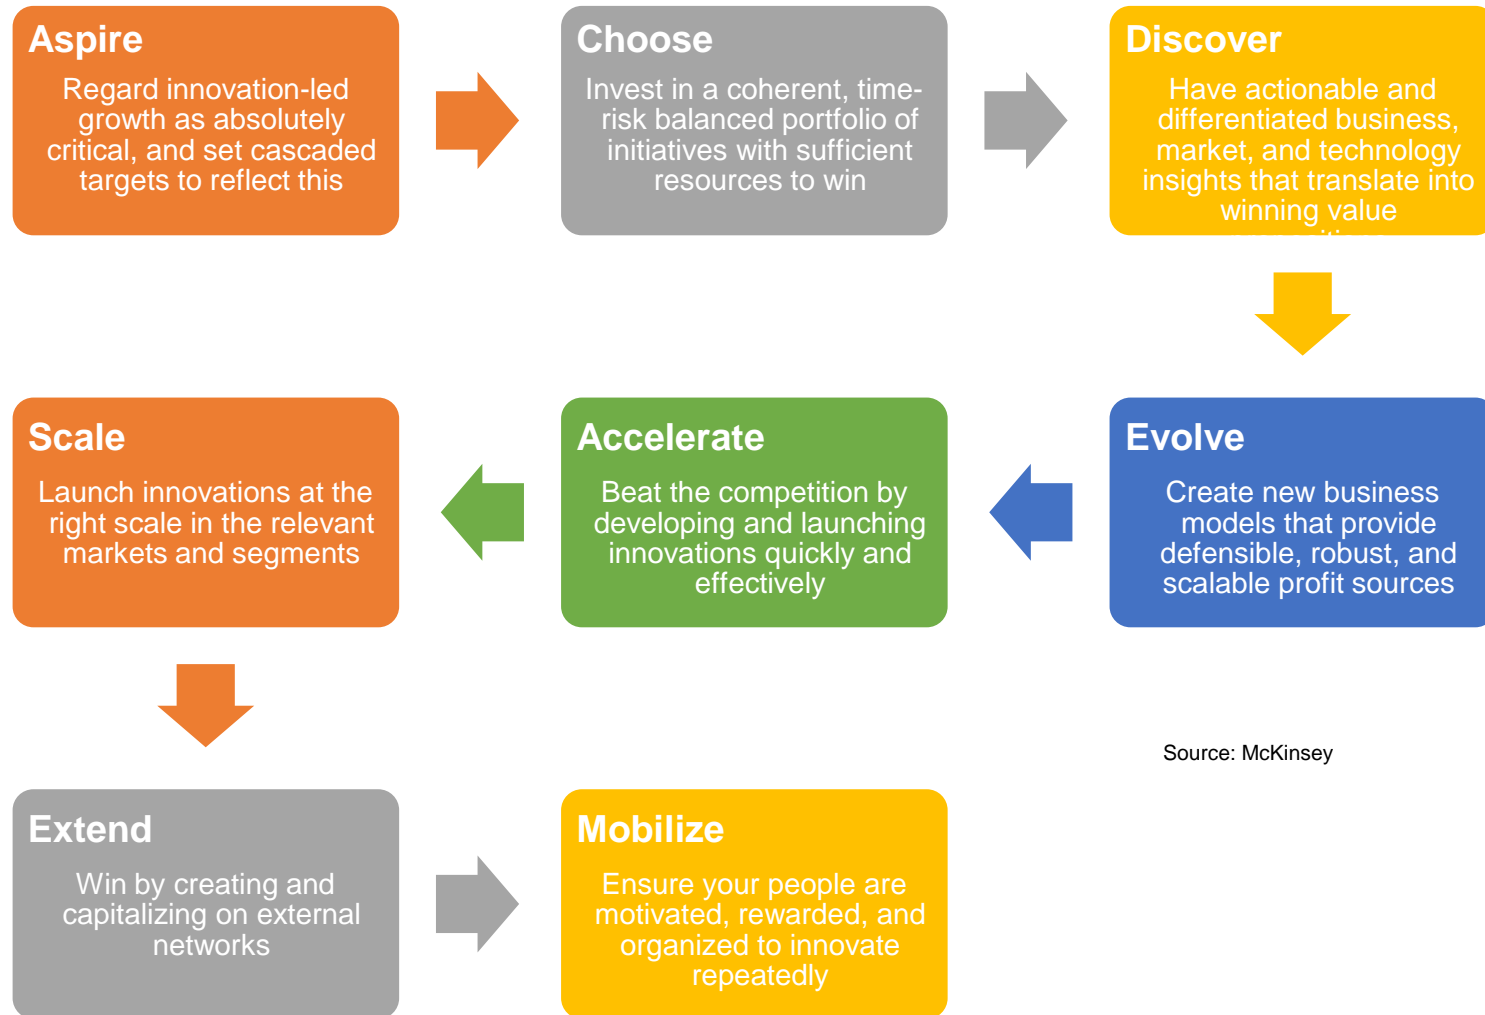 Aspire
Regard innovation-led
growth as absolutely
critical, and set cascaded
targets to reflect this
Choose
Invest in a coherent, time-
risk balanced portfolio of
initiatives with sufficient
resources to win
Discover
Have actionable and
differentiated business,
market, and technology
insights that translate into
winning value
Evolve
Create new business
models that provide
defensible, robust, and
scalable profit sources
Accelerate
Beat the competition by
developing and launching
innovations quickly and
effectively
Scale
Launch innovations at the
right scale in the relevant
markets and segments
Extend
Win by creating and
capitalizing on external
networks
Mobilize
Ensure your people are
motivated, rewarded, and
organized to innovate
repeatedly
Source: McKinsey